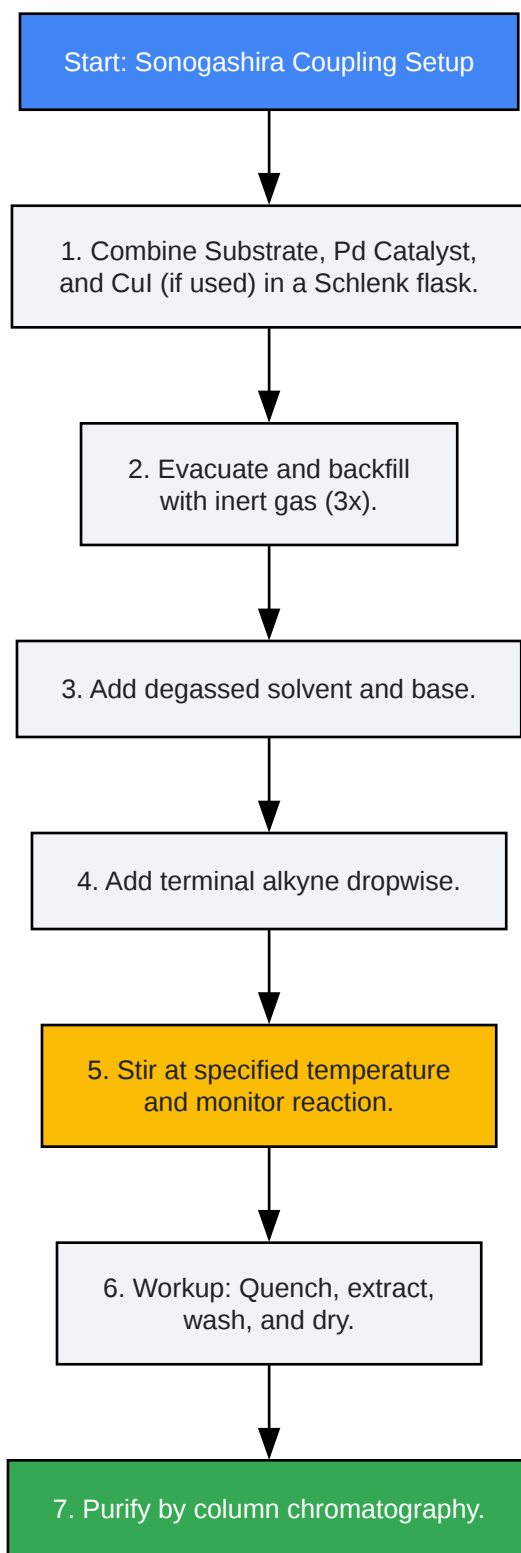 Start: Sonogashira Coupling Setup
1. Combine Substrate, Pd Catalyst,
and CuI (if used) in a Schlenk flask.
2. Evacuate and backfill
with inert gas (3x).
3. Add degassed solvent and base.
4. Add terminal alkyne dropwise.
5. Stir at specified temperature
and monitor reaction.
6. Workup: Quench, extract,
wash, and dry.
7. Purify by column chromatography.